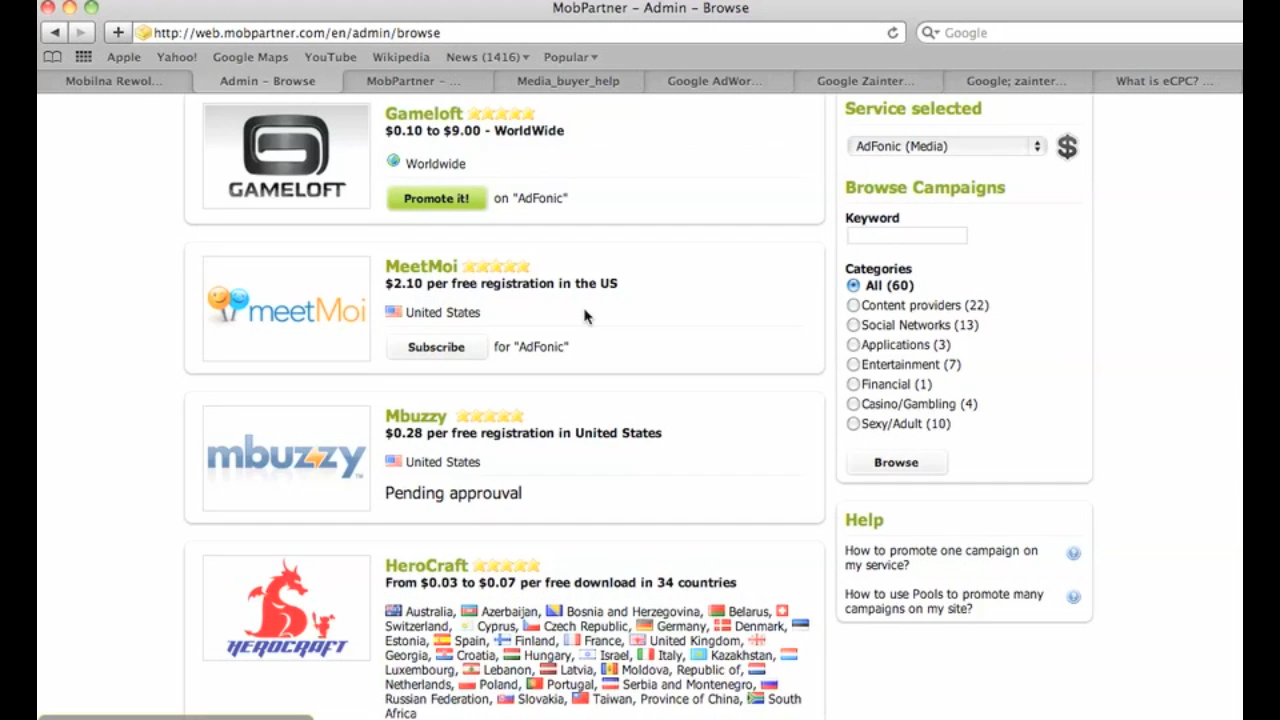 MobPartner – Admin – Browse
http://web.mobpartner.com/en/admin/browse
Google
Apple Yahoo! Google Maps YouTube Wikipedia News (1416) Popular
Mobilna Rewol... Admin – Browse MobPartner – ... Media_buyer_help Google AdWor... Google Zainter... Google; zainter... What is eCPC? ...
GAMELOFT
Gameloft
$0.10 to $9.00 - WorldWide
Worldwide
Promote it! on "AdFonic"
meetMoi
MeetMoi
$2.10 per free registration in the US
United States
Subscribe for "AdFonic"
mbuzzy™
Mbuzzy
$0.28 per free registration in United States
United States
Pending approuval
HEROCRAFT
HeroCraft
From $0.03 to $0.07 per free download in 34 countries
Australia, Azerbaijan, Bosnia and Herzegovina, Belarus,
Switzerland, Cyprus, Czech Republic, Germany, Denmark,
Estonia, Spain, Finland, France, United Kingdom,
Georgia, Croatia, Hungary, Israel, Italy, Kazakhstan,
Luxembourg, Lebanon, Latvia, Moldova, Republic of,
Netherlands, Poland, Portugal, Serbia and Montenegro,
Russian Federation, Slovakia, Taiwan, Province of China, South
Africa
Service selected
AdFonic (Media)
Browse Campaigns
Keyword
Categories
All (60)
Content providers (22)
Social Networks (13)
Applications (3)
Entertainment (7)
Financial (1)
Casino/Gambling (4)
Sexy/Adult (10)
Browse
Help
How to promote one campaign on
my service?
How to use Pools to promote many
campaigns on my site?